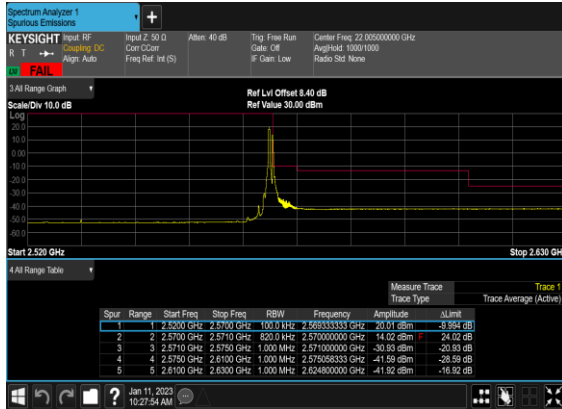 Spectrum Analyzer 1
Spurious Emissions
KEYSIGHT Input: RF Input Z: 50 Ω Atten: 40 dB Trig: Free Run Center Freq: 22.005000000 GHz
R T Coupling: DC Corr CCorr Gate: Off Avg|Hold: 1000/1000
Align: Auto Freq Ref: Int (S) IF Gain: Low Radio Std: None
LV FAIL
3 All Range Graph
Ref Lvl Offset 8.40 dB
Scale/Div 10.0 dB Ref Value 30.00 dBm
Log
20.0
10.0
0.00
-10.0
-20.0
-30.0
-40.0
-50.0
-60.0
Start 2.520 GHz Stop 2.630 GH
4 All Range Table
Measure Trace Trace 1
Trace Type Trace Average (Active)
Spur Range Start Freq Stop Freq RBW Frequency Amplitude ΔLimit
1 1 2.5200 GHz 2.5700 GHz 100.0 kHz 2.569333333 GHz 20.01 dBm -9.994 dB
2 2 2.5700 GHz 2.5710 GHz 820.0 kHz 2.570000000 GHz 14.02 dBm F 24.02 dB
3 3 2.5710 GHz 2.5750 GHz 1.000 MHz 2.571000000 GHz -30.93 dBm -20.93 dB
4 4 2.5750 GHz 2.6100 GHz 1.000 MHz 2.575058333 GHz -41.59 dBm -28.59 dB
5 5 2.6100 GHz 2.6300 GHz 1.000 MHz 2.624800000 GHz -41.92 dBm -16.92 dB
Jan 11, 2023
10:27:54 AM